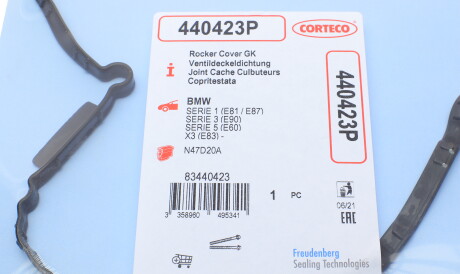 440423P
CORTECO
Rocker Cover GK
Ventildeckeldichtung
Joint Cache Culbuteurs
Copritestata
440423P
BMW
SERIE 1 (E81 / E87)
SERIE 3 (E90)
SERIE 5 (E60)
X3 (E83) -
N47D20A
83440423
3 358960 495341
1 PC
06/21
EAC
Freudenberg
Sealing Technologies